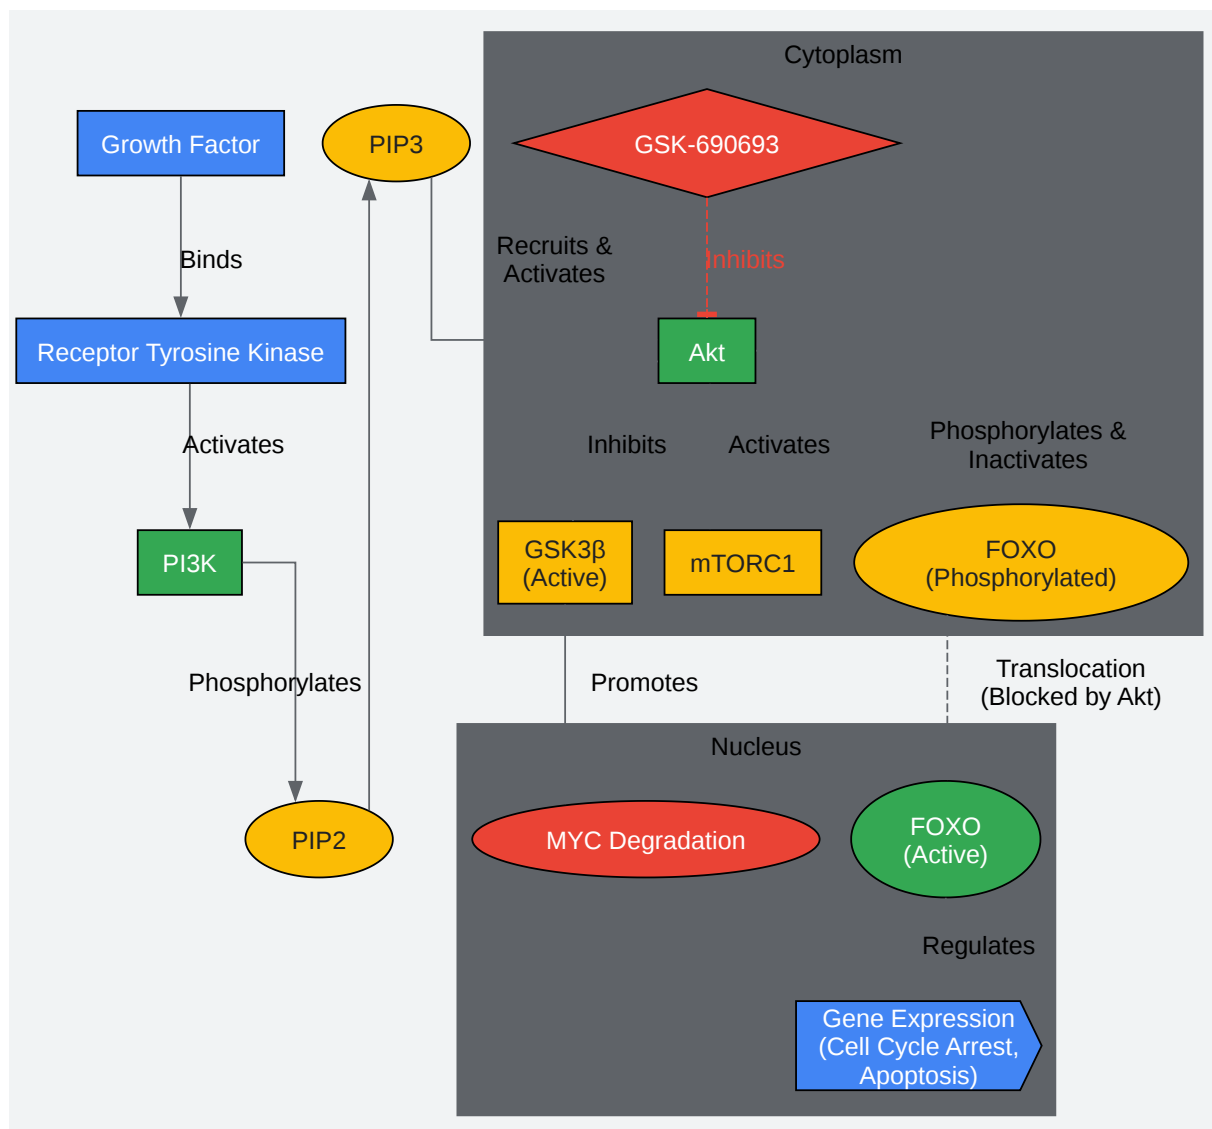 Cytoplasm
Growth Factor
PIP3
GSK-690693
Recruits &
Activates
Binds
Inhibits
Receptor Tyrosine Kinase
Akt
Activates
Inhibits
Activates
Phosphorylates &
Inactivates
PI3K
GSK3β
(Active)
mTORC1
FOXO
(Phosphorylated)
Phosphorylates
Promotes
Translocation
(Blocked by Akt)
Nucleus
PIP2
MYC Degradation
FOXO
(Active)
Regulates
Gene Expression
(Cell Cycle Arrest,
Apoptosis)